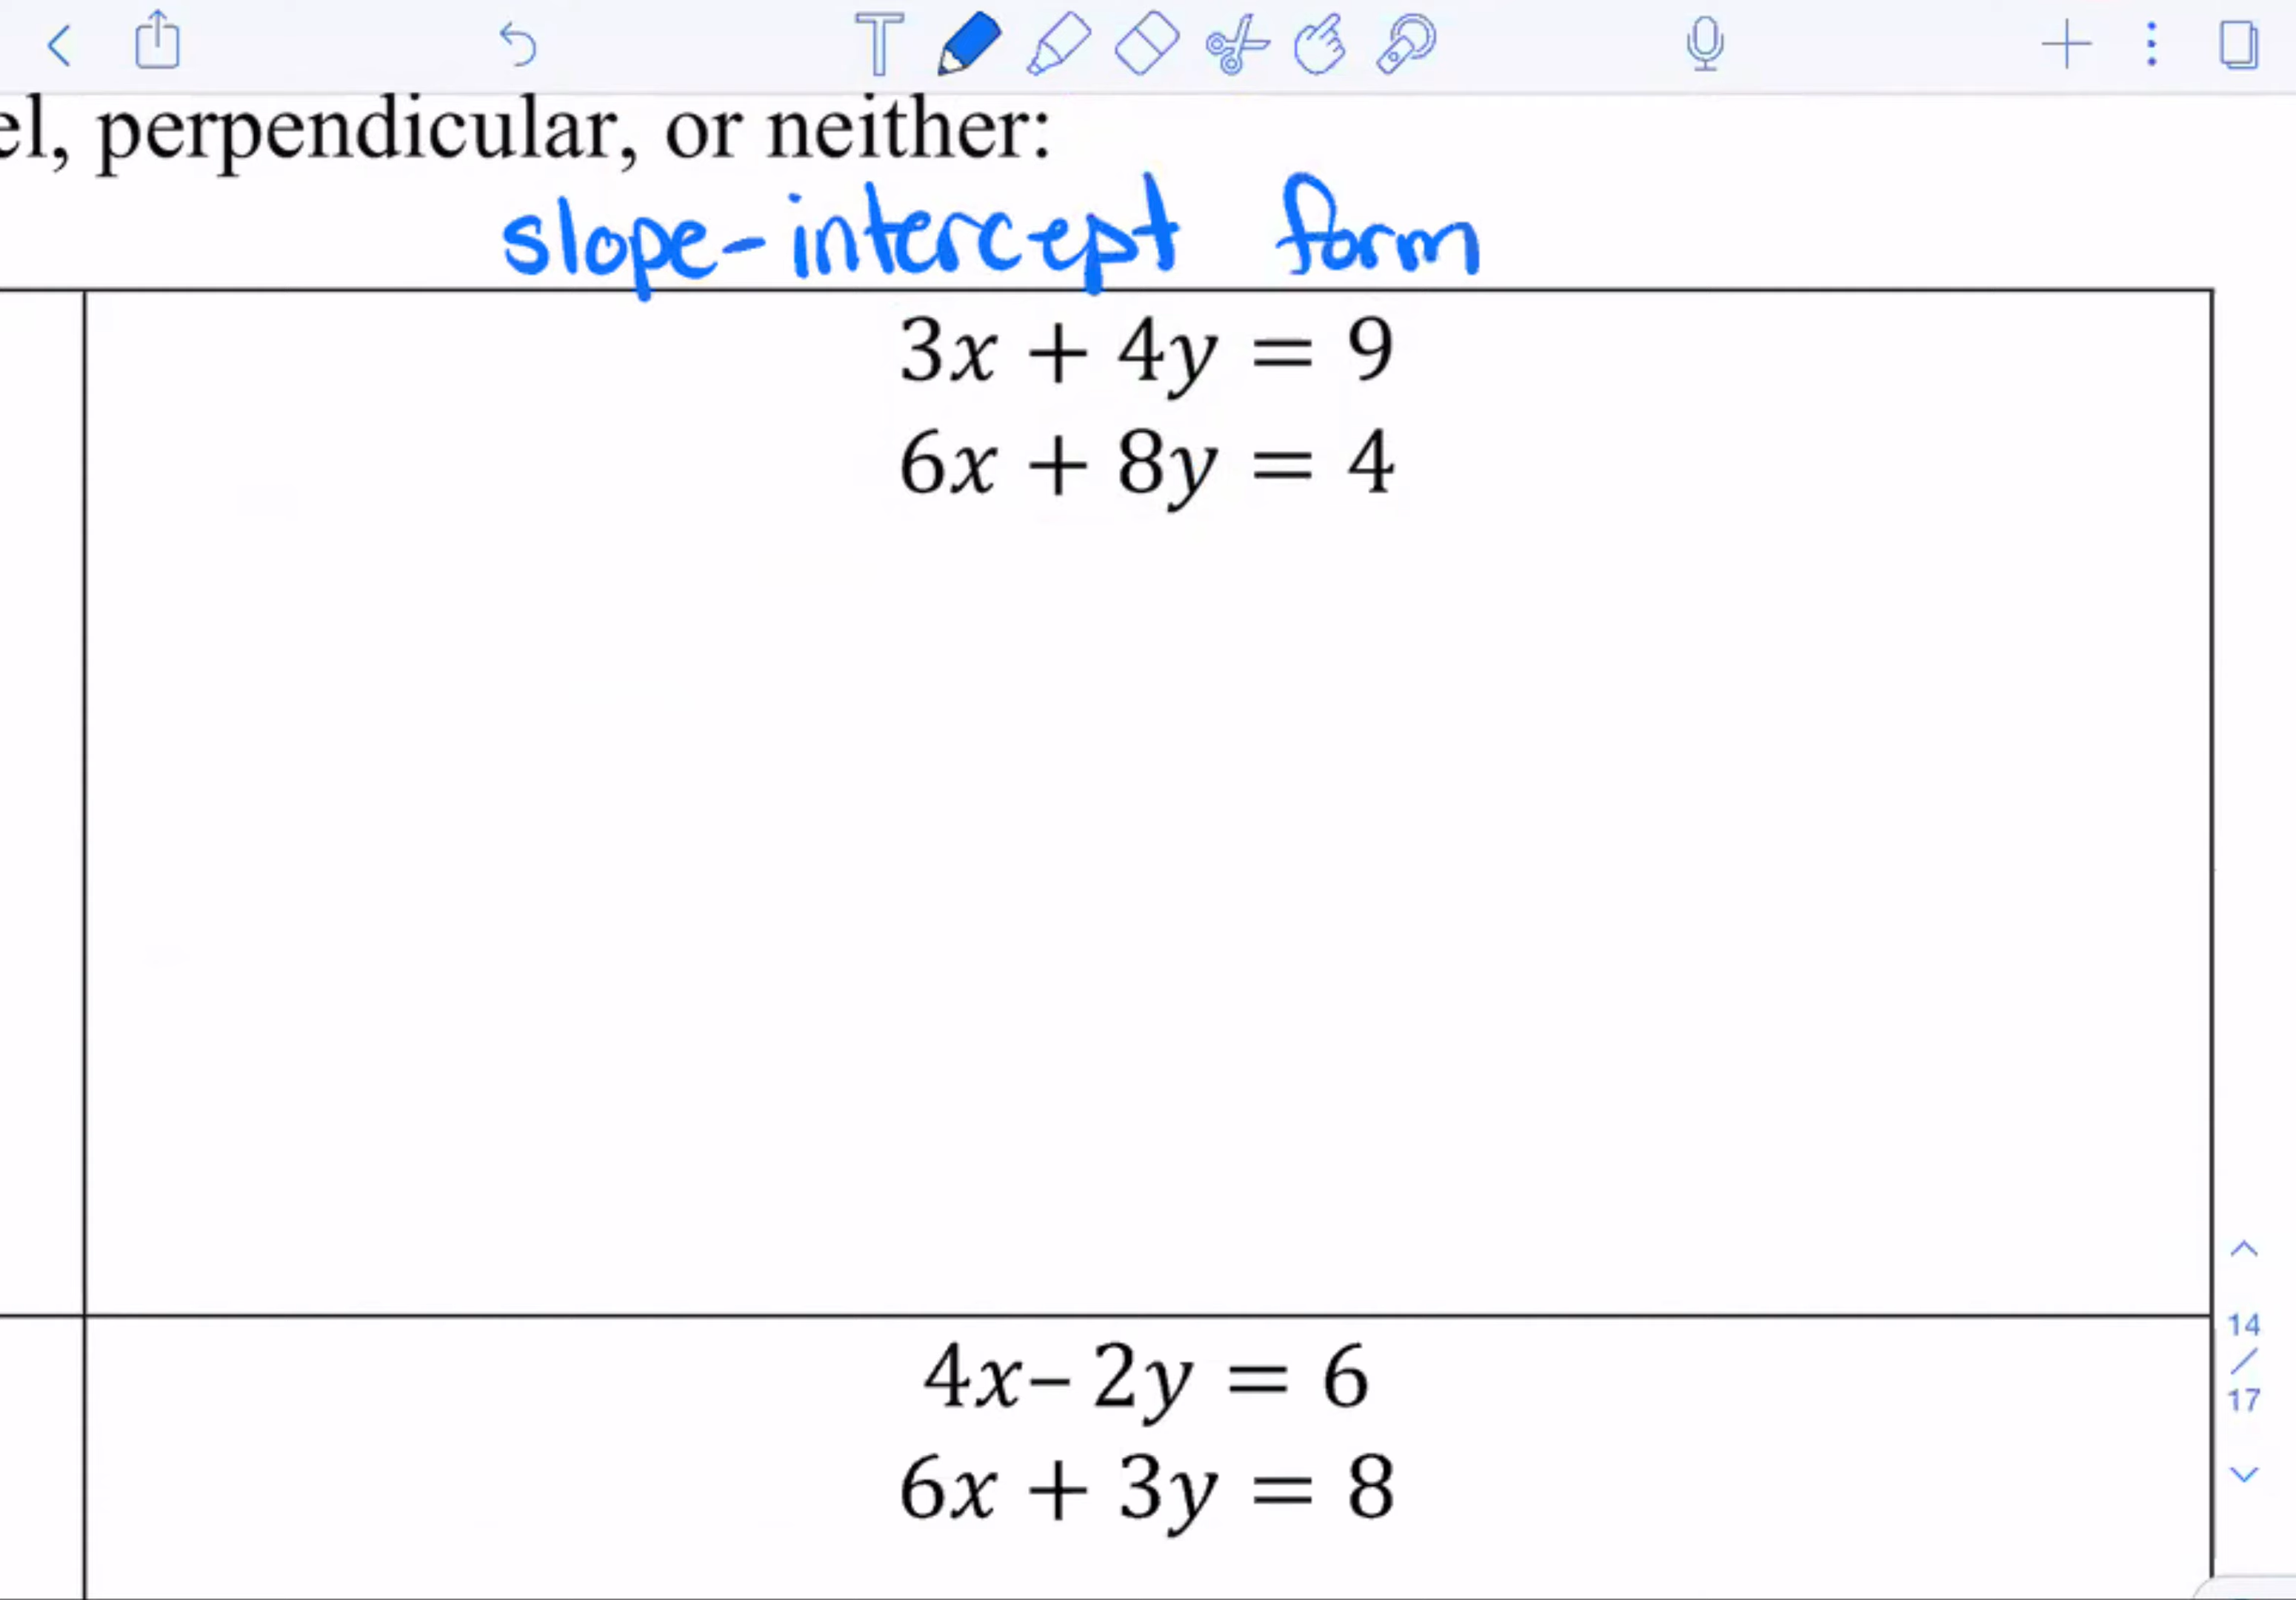 T
el, perpendicular, or neither:
slope-intercept form
3x + 4y = 9
6x + 8y = 4
4x– 2y = 6
6x + 3y = 8
14
/
17